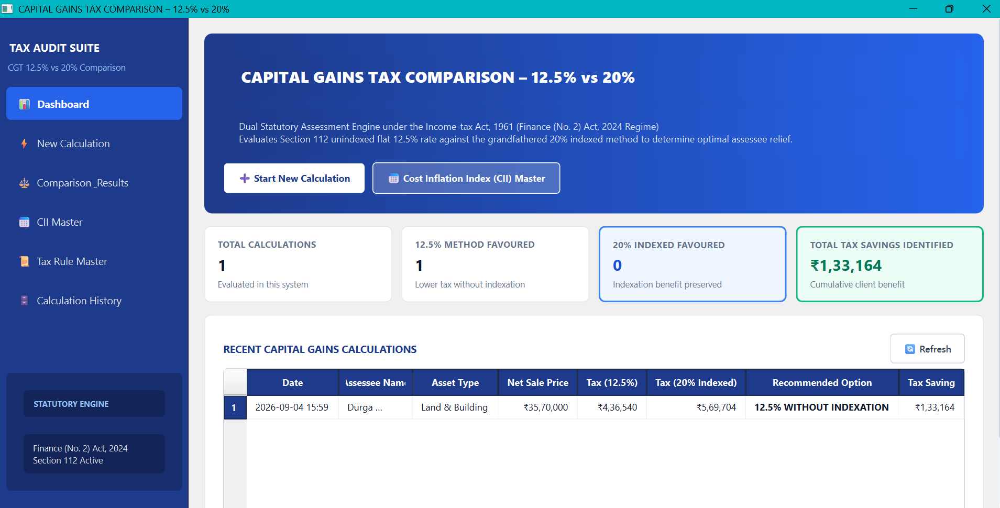 CAPITAL GAINS TAX COMPARISON – 12.5% vs 20%
TAX AUDIT SUITE
CGT 12.5% vs 20% Comparison
Dashboard
New Calculation
Comparison _Results
CII Master
Tax Rule Master
Calculation History
STATUTORY ENGINE
Finance (No. 2) Act, 2024
Section 112 Active
CAPITAL GAINS TAX COMPARISON – 12.5% vs 20%
Dual Statutory Assessment Engine under the Income-tax Act, 1961 (Finance (No. 2) Act, 2024 Regime)
Evaluates Section 112 unindexed flat 12.5% rate against the grandfathered 20% indexed method to determine optimal assessee relief.
Start New Calculation
Cost Inflation Index (CII) Master
TOTAL CALCULATIONS
1
Evaluated in this system
12.5% METHOD FAVOURED
1
Lower tax without indexation
20% INDEXED FAVOURED
0
Indexation benefit preserved
TOTAL TAX SAVINGS IDENTIFIED
₹1,33,164
Cumulative client benefit
RECENT CAPITAL GAINS CALCULATIONS
Refresh
Date Assessee Name Asset Type Net Sale Price Tax (12.5%) Tax (20% Indexed) Recommended Option Tax Saving
1 2026-09-04 15:59 Durga ... Land & Building ₹35,70,000 ₹4,36,540 ₹5,69,704 12.5% WITHOUT INDEXATION ₹1,33,164